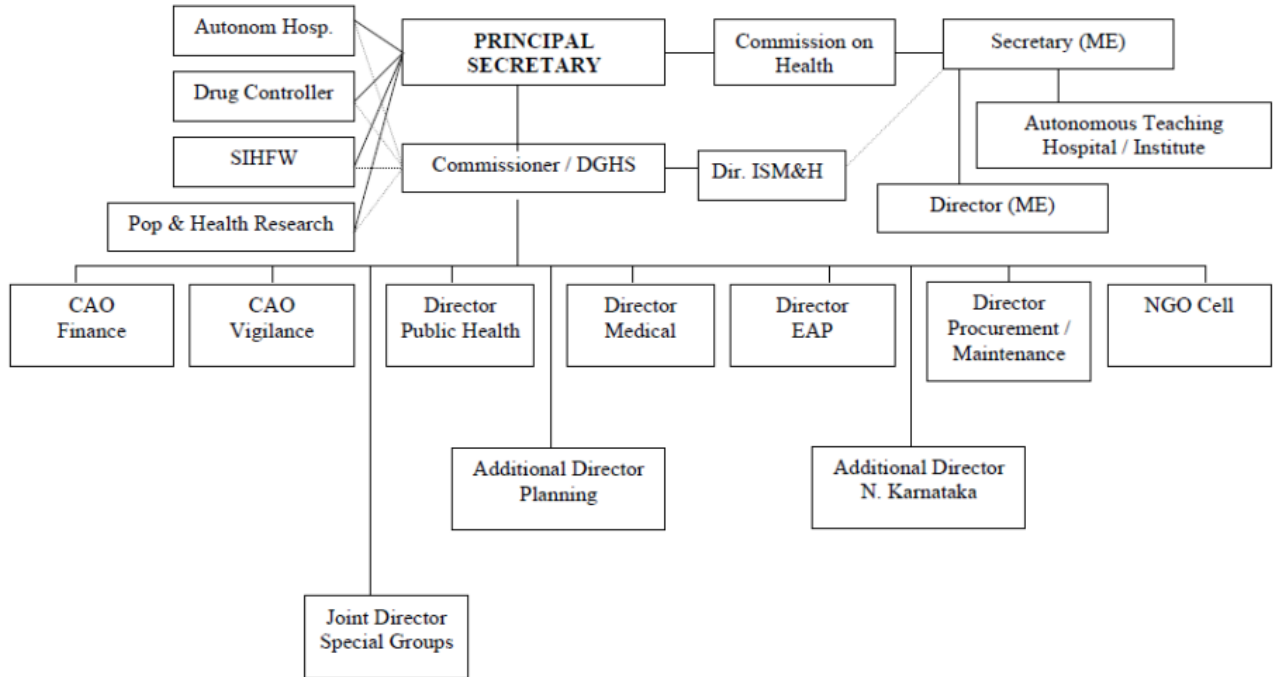 Autonom Hosp.
PRINCIPAL
SECRETARY
Commission on
Health
Secretary (ME)
Drug Controller
Autonomous Teaching
Hospital / Institute
SIHFW
Commissioner / DGHS
Dir. ISM&H
Director (ME)
Pop & Health Research
CAO
Finance
CAO
Vigilance
Director
Public Health
Director
Medical
Director
EAP
Director
Procurement /
Maintenance
NGO Cell
Additional Director
Planning
Additional Director
N. Karnataka
Joint Director
Special Groups